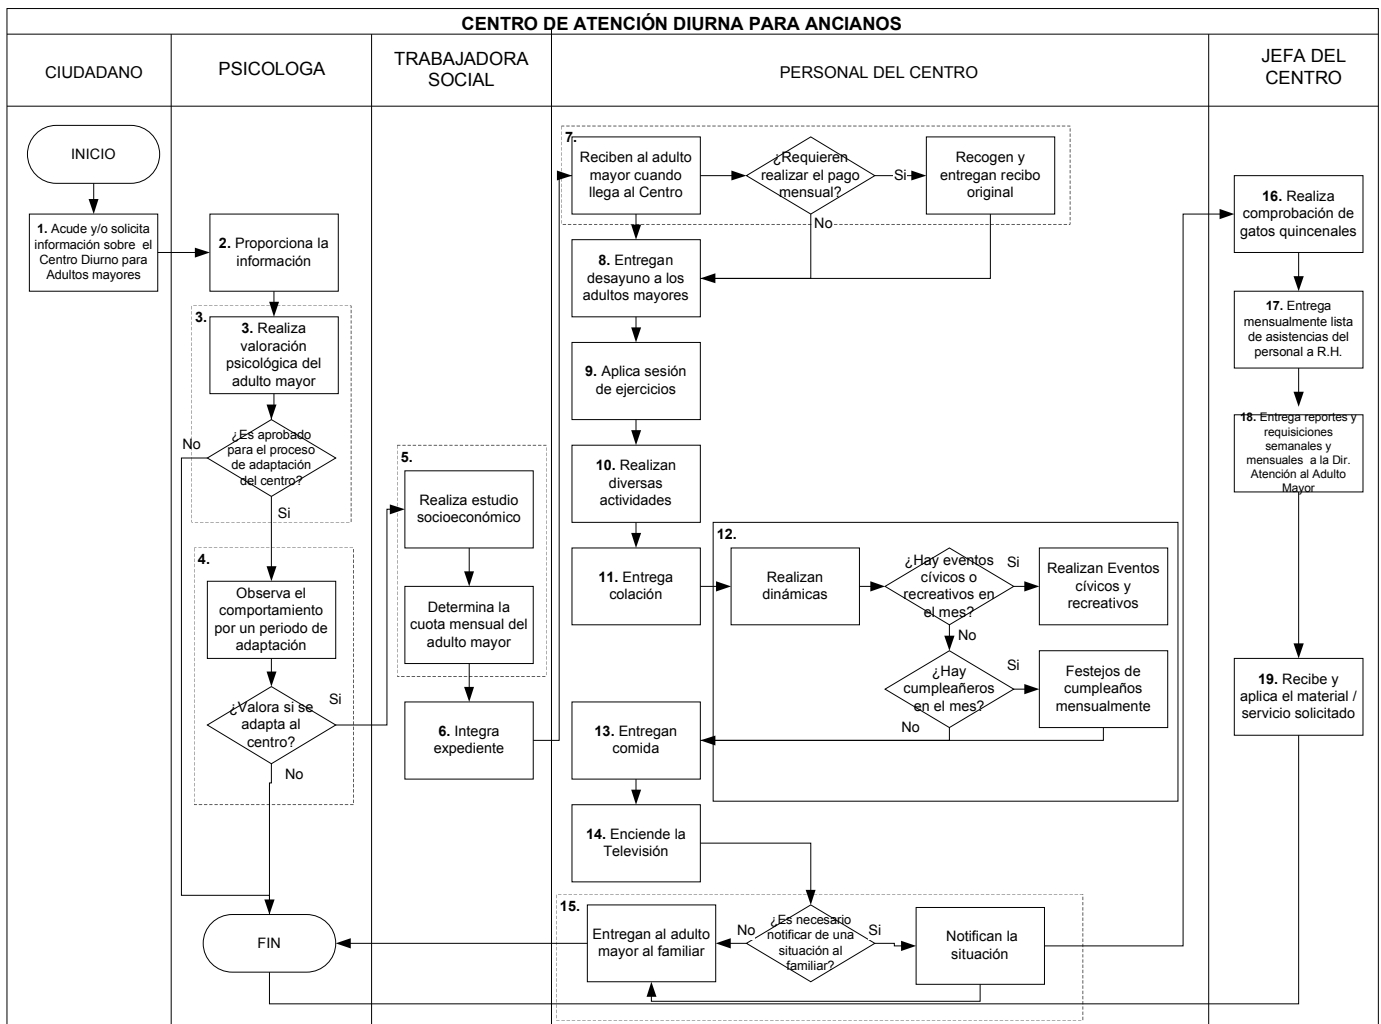 CENTRO DE ATENCIÓN DIURNA PARA ANCIANOS
CIUDADANO
PSICOLOGA
TRABAJADORA
SOCIAL
PERSONAL DEL CENTRO
JEFA DEL
CENTRO
INICIO
1. Acude y/o solicita
información sobre el
Centro Diurno para
Adultos mayores
2. Proporciona la
información
3.
3. Realiza
valoración
psicológica del
adulto mayor
¿Es aprobado
para el proceso
de adaptación
del centro?
No
Si
4.
Observa el
comportamiento
por un periodo de
adaptación
¿Valora si se
adapta al
centro?
Si
No
FIN
5.
Realiza estudio
socioeconómico
Determina la
cuota mensual del
adulto mayor
6. Integra
expediente
7.
Reciben al adulto
mayor cuando
llega al Centro
¿Requieren
realizar el pago
mensual?
Si
No
Recogen y
entregan recibo
original
8. Entregan
desayuno a los
adultos mayores
9. Aplica sesión
de ejercicios
10. Realizan
diversas
actividades
11. Entrega
colación
12.
Realizan
dinámicas
¿Hay eventos
cívicos o
recreativos en
el mes?
Si
No
Realizan Eventos
cívicos y
recreativos
¿Hay
cumpleañeros
en el mes?
Si
No
Festejos de
cumpleaños
mensualmente
13. Entregan
comida
14. Enciende la
Televisión
15.
Entregan al adulto
mayor al familiar
No
¿Es necesario
notificar de una
situación al
familiar?
Si
Notifican la
situación
16. Realiza
comprobación de
gatos quincenales
17. Entrega
mensualmente lista
de asistencias del
personal a R.H.
18. Entrega reportes y
requisiciones
semanales y
mensuales a la Dir.
Atención al Adulto
Mayor
19. Recibe y
aplica el material /
servicio solicitado